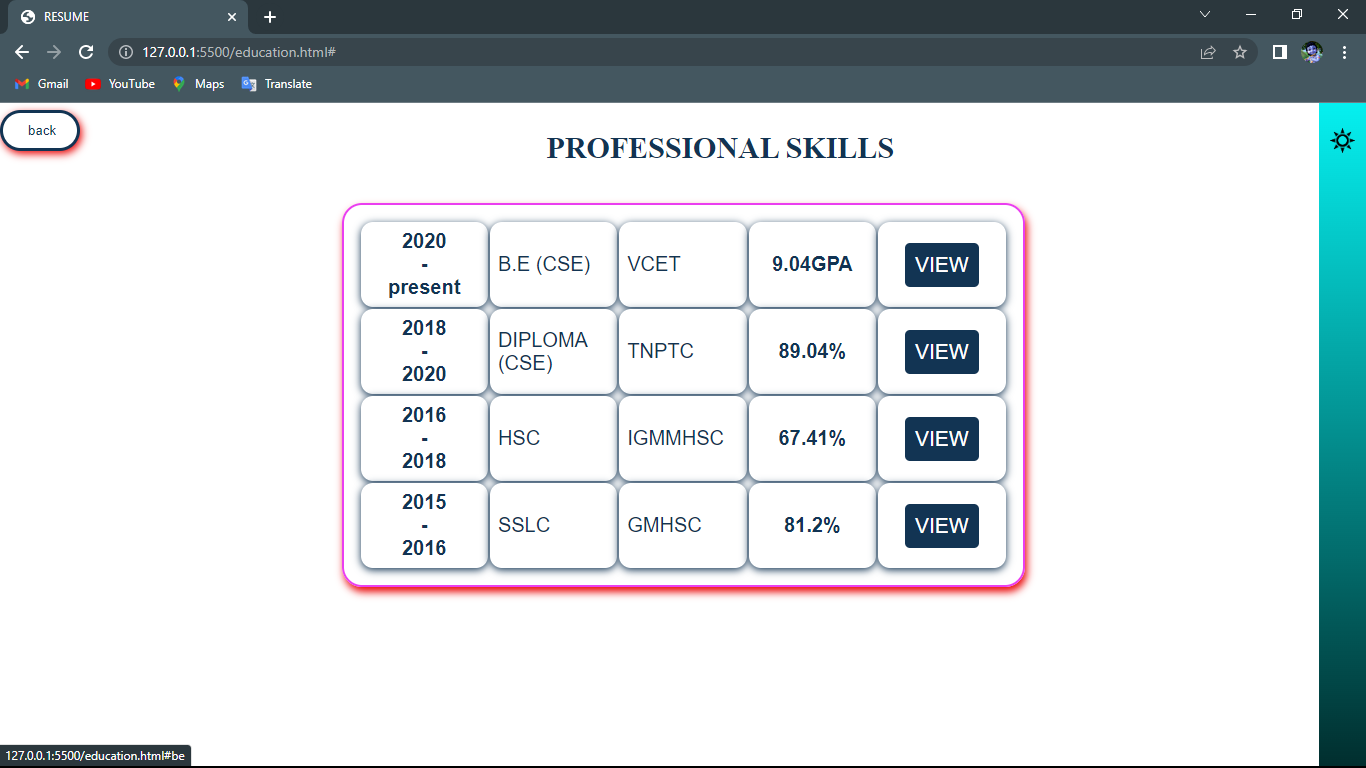 RESUME
127.0.0.1:5500/education.html#
Gmail YouTube Maps Translate
back
PROFESSIONAL SKILLS
2020
-
present
B.E (CSE)
VCET
9.04GPA
VIEW
2018
-
2020
DIPLOMA
(CSE)
TNPTC
89.04%
VIEW
2016
-
2018
HSC
IGMMHSC
67.41%
VIEW
2015
-
2016
SSLC
GMHSC
81.2%
VIEW
127.0.0.1:5500/education.html#be